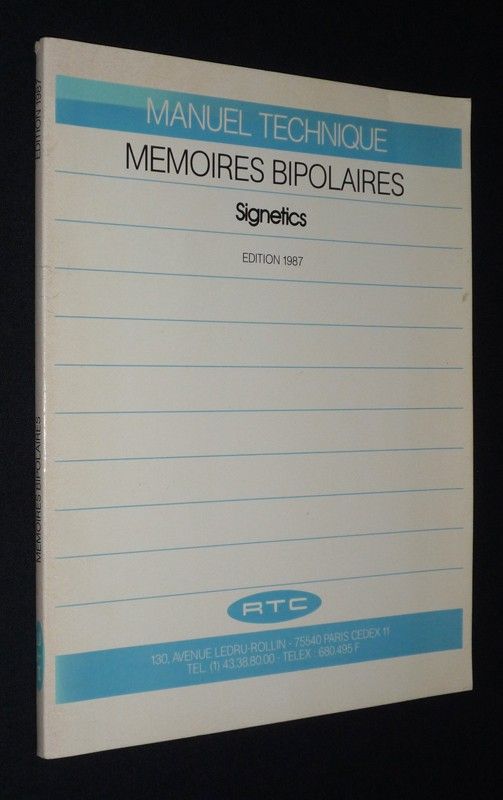 MANUEL TECHNIQUE
MEMOIRES BIPOLAIRES
Signetics
EDITION 1987
RTC
130, AVENUE LEDRU-ROLLIN - 75540 PARIS CEDEX 11
TEL. (1) 43.38.80.00 - TELEX : 680.495 F
EDITION 1987
MEMOIRES BIPOLAIRES
RTC